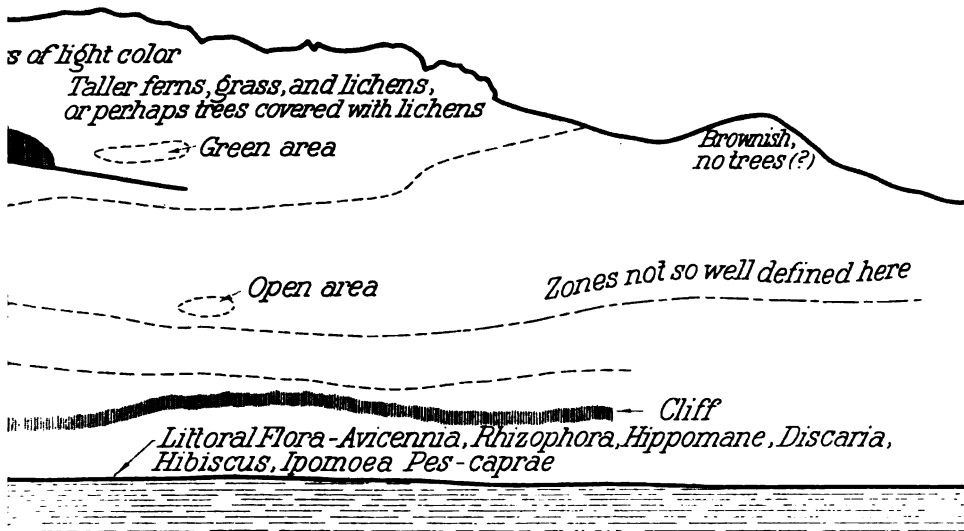 of light color
Taller ferns, grass, and lichens,
or perhaps trees covered with lichens
Green area
Brownish,
no trees (?)
Open area
Zones not so well defined here
Cliff
Littoral Flora-Avicennia, Rhizophora, Hippomane, Discaria,
Hibiscus, Ipomoea Pes-caprae